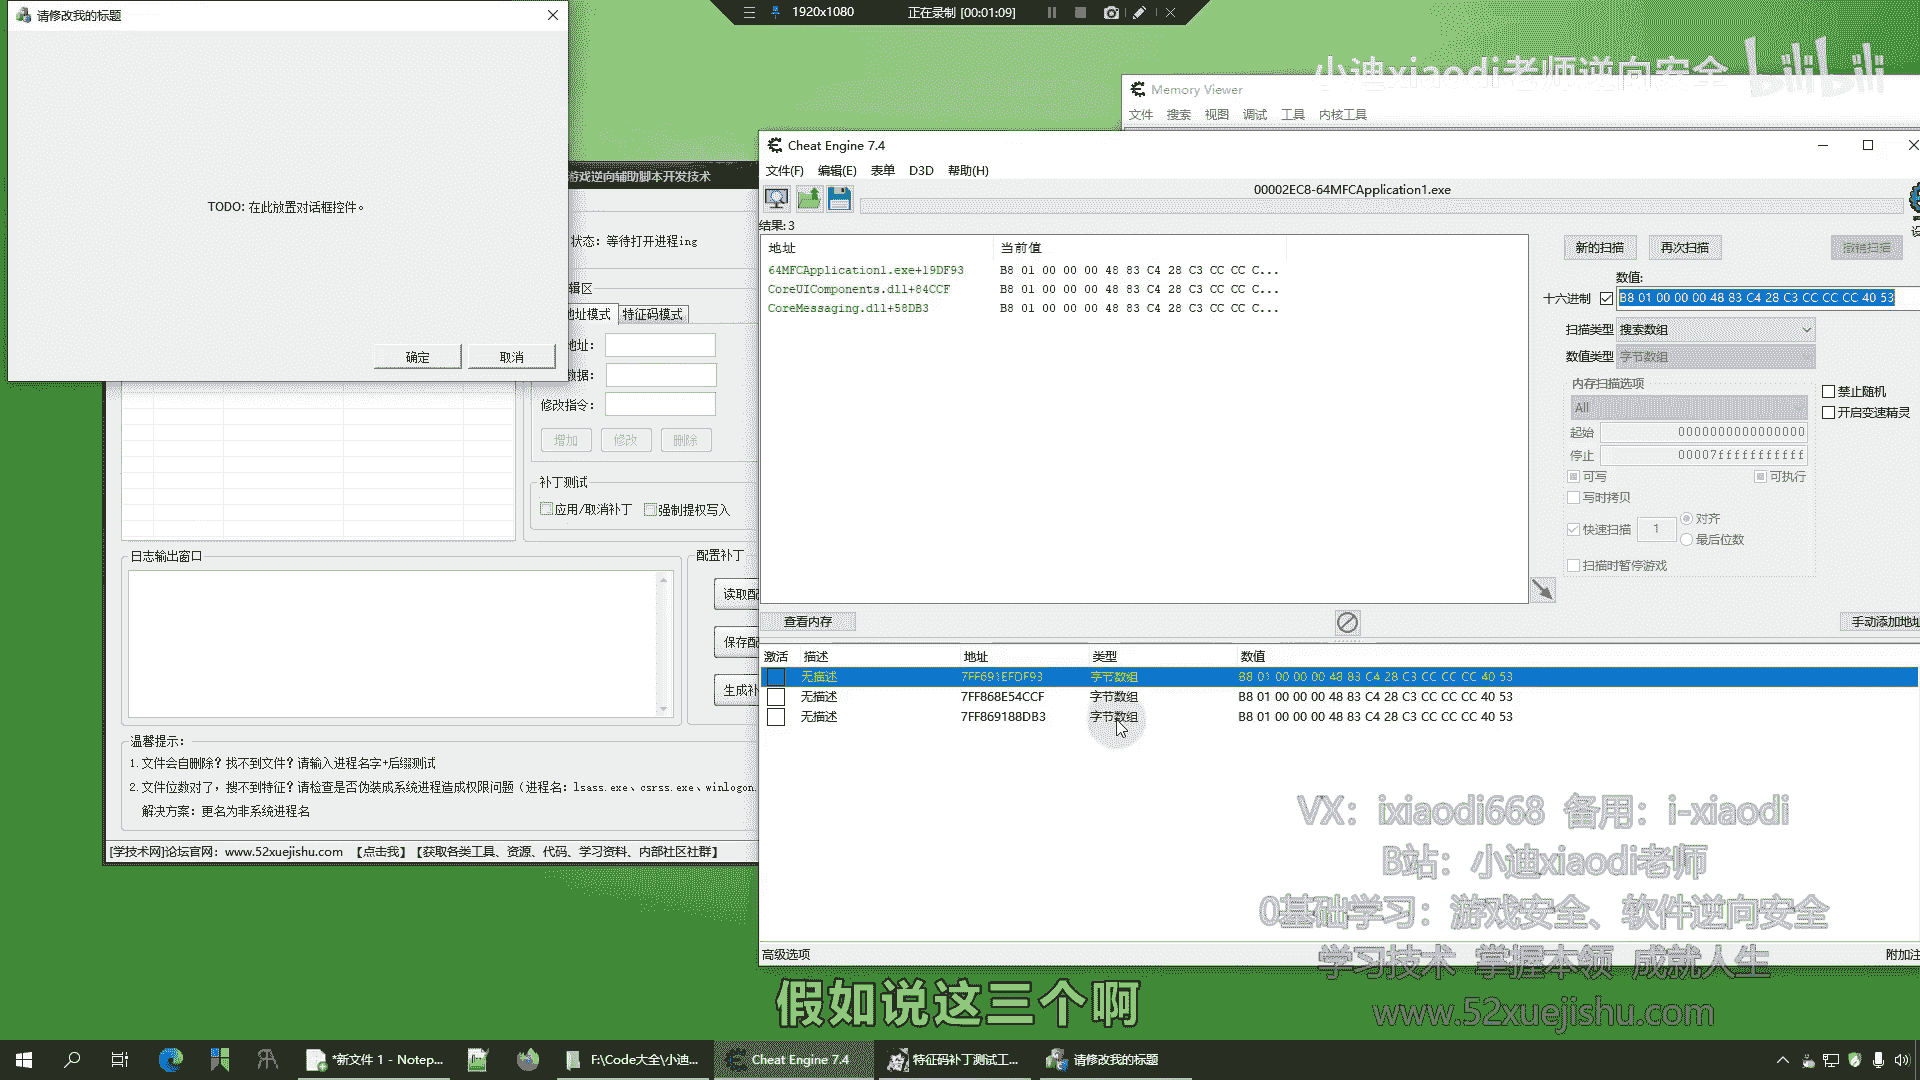 请修改我的标题
1920x1080
正在录制 [00:01:09]
小迪xiaodi老师逆向安全
bilibili
TODO: 在此放置对话框控件。
确定
取消
Memory Viewer
文件 搜索 视图 调试 工具 内核工具
Cheat Engine 7.4
文件(F) 编辑(E) 表单 D3D 帮助(H)
00002EC8-64MFCApplication1.exe
结果: 3
地址 当前值
64MFCApplication1.exe+19DF93 B8 01 00 00 00 48 83 C4 28 C3 CC CC C...
CoreUIComponents.dll+84CCF B8 01 00 00 00 48 83 C4 28 C3 CC CC C...
CoreMessaging.dll+58DB3 B8 01 00 00 00 48 83 C4 28 C3 CC CC C...
新的扫描 再次扫描 撤销扫描
数值:
十六进制 B8 01 00 00 00 48 83 C4 28 C3 CC CC CC 40 53
扫描类型 搜索数组
数值类型 字节数组
内存扫描选项
All
起始 0000000000000000
停止 00007fffffffffff
可写 可执行
写时拷贝
快速扫描 1 对齐
最后位数
扫描时暂停游戏
禁止随机
开启变速精灵
查看内存
手动添加地址
激活 描述 地址 类型 数值
无描述 7FF691EFDF93 字节数组 B8 01 00 00 00 48 83 C4 28 C3 CC CC CC 40 53
无描述 7FF868E54CCF 字节数组 B8 01 00 00 00 48 83 C4 28 C3 CC CC CC 40 53
无描述 7FF869188DB3 字节数组 B8 01 00 00 00 48 83 C4 28 C3 CC CC CC 40 53
高级选项
附加注
游戏逆向辅助脚本开发技术
状态: 等待打开进程ing
辑区
地址模式 特征码模式
地址:
数据:
修改指令:
增加 修改 删除
补丁测试
应用/取消补丁 强制提权写入
日志输出窗口
配置补丁
读取配
保存配
生成补
温馨提示:
1.文件会自删除? 找不到文件? 请输入进程名字+后缀测试
2.文件位数对了, 搜不到特征? 请检查是否伪装成系统进程造成权限问题 (进程名: lsass.exe、csrss.exe、winlogon.
解决方案: 更名为非系统进程名
[学技术网]论坛官网: www.52xuejishu.com 【点击我】【获取各类工具、资源、代码、学习资料、内部社区社群】
VX: ixiaodi668 备用: i-xiaodi
B站: 小迪xiaodi老师
0基础学习: 游戏安全、软件逆向安全
学习技术 掌握本领 成就人生
www.52xuejishu.com
假如说这三个啊
*新文件 1 - Notep...
F:\Code大全\小迪...
Cheat Engine 7.4
特征码补丁测试工...
请修改我的标题